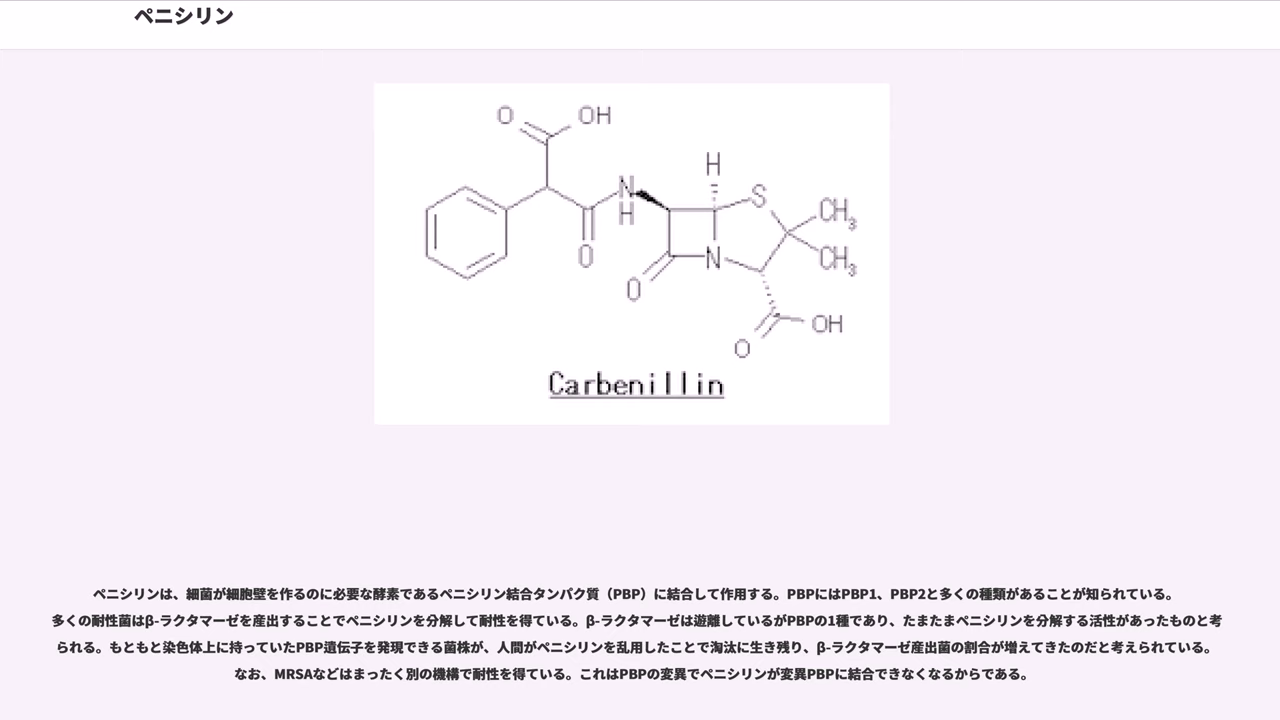 ペニシリン
O
OH
H
N
H
S
CH3
O
N
CH3
O
OH
O
Carbenillin
ペニシリンは、細菌が細胞壁を作るのに必要な酵素であるペニシリン結合タンパク質（PBP）に結合して作用する。PBPにはPBP1、PBP2と多くの種類があることが知られている。
多くの耐性菌はβ-ラクタマーゼを産出することでペニシリンを分解して耐性を得ている。β-ラクタマーゼは遊離しているがPBPの1種であり、たまたまペニシリンを分解する活性があったものと考
られる。もともと染色体上に持っていたPBP遺伝子を発現できる菌株が、人間がペニシリンを乱用したことで淘汰に生き残り、β-ラクタマーゼ産出菌の割合が増えてきたのだと考えられている。
なお、MRSAなどはまったく別の機構で耐性を得ている。これはPBPの変異でペニシリンが変異PBPに結合できなくなるからである。